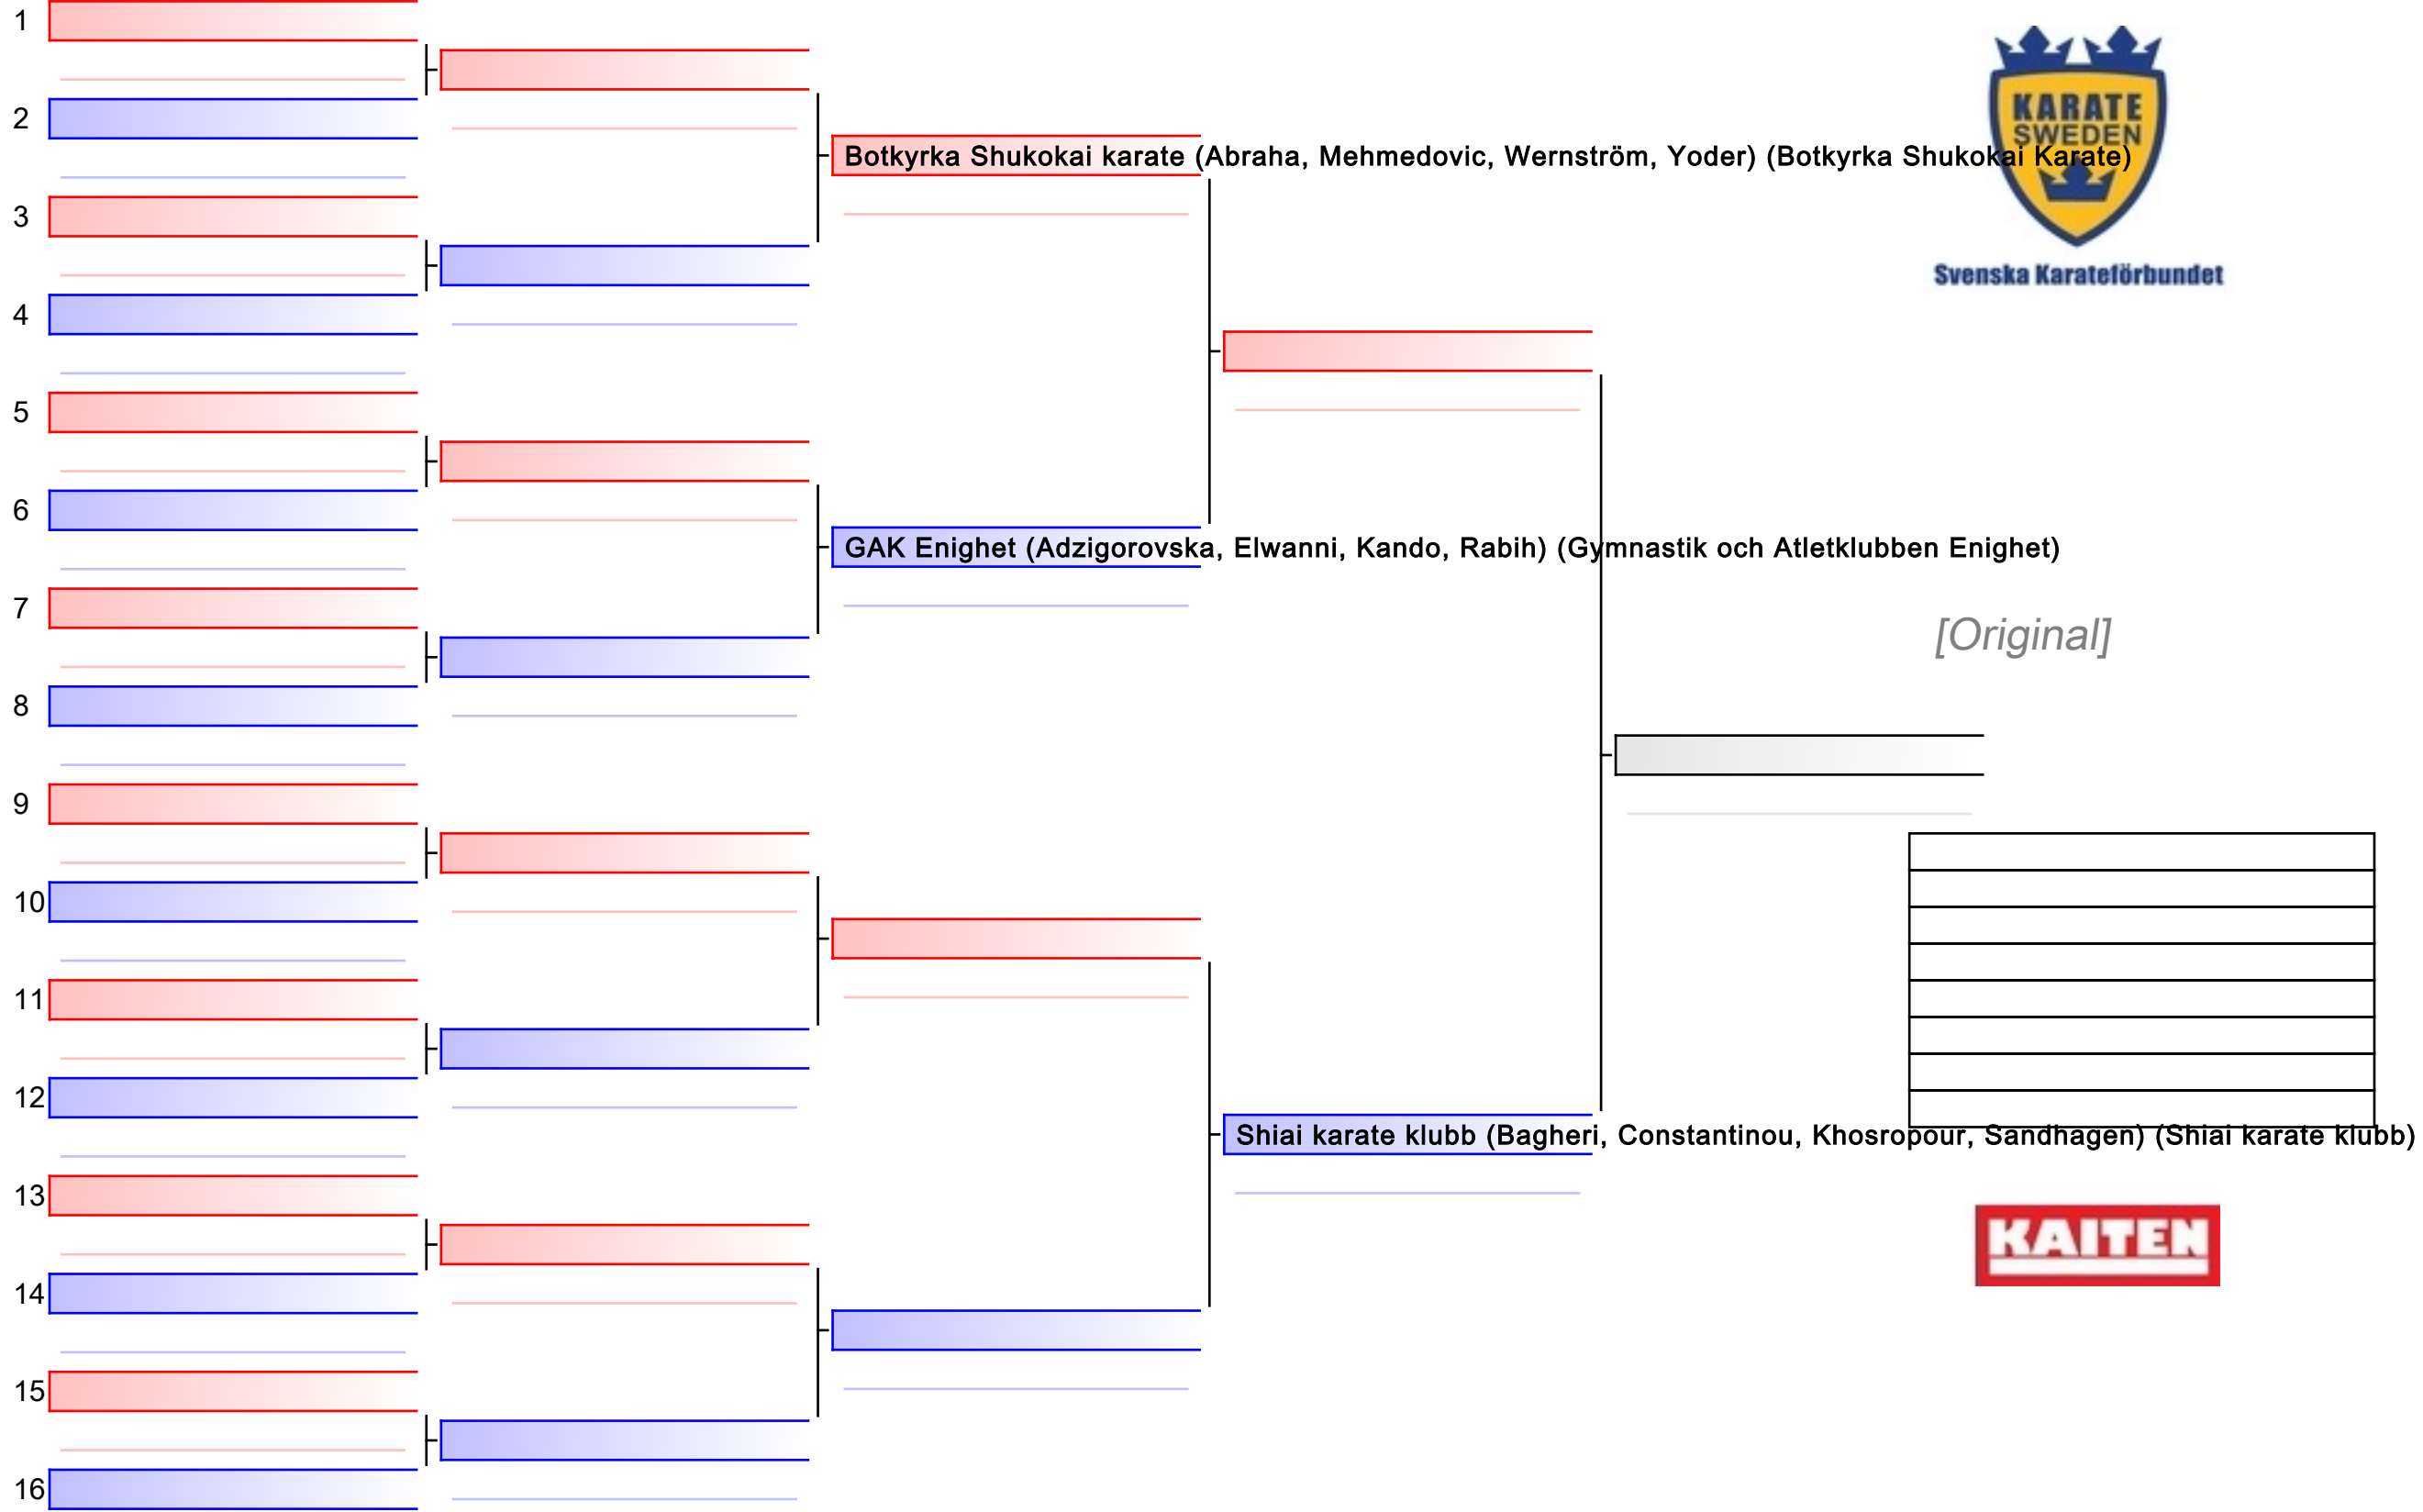 1
2
KARATE
SWEDEN
Botkyrka Shukokai karate (Abraha, Mehmedovic, Wernström, Yoder) (Botkyrka Shukokai Karate)
3
Svenska Karateförbundet
4
5
6
GAK Enighet (Adzigorovska, Elwanni, Kando, Rabih) (Gymnastik och Atletklubben Enighet)
7
[Original]
8
9
10
11
12
Shiai karate klubb (Bagheri, Constantinou, Khosropour, Sandhagen) (Shiai karate klubb)
13
KAITEN
14
15
16